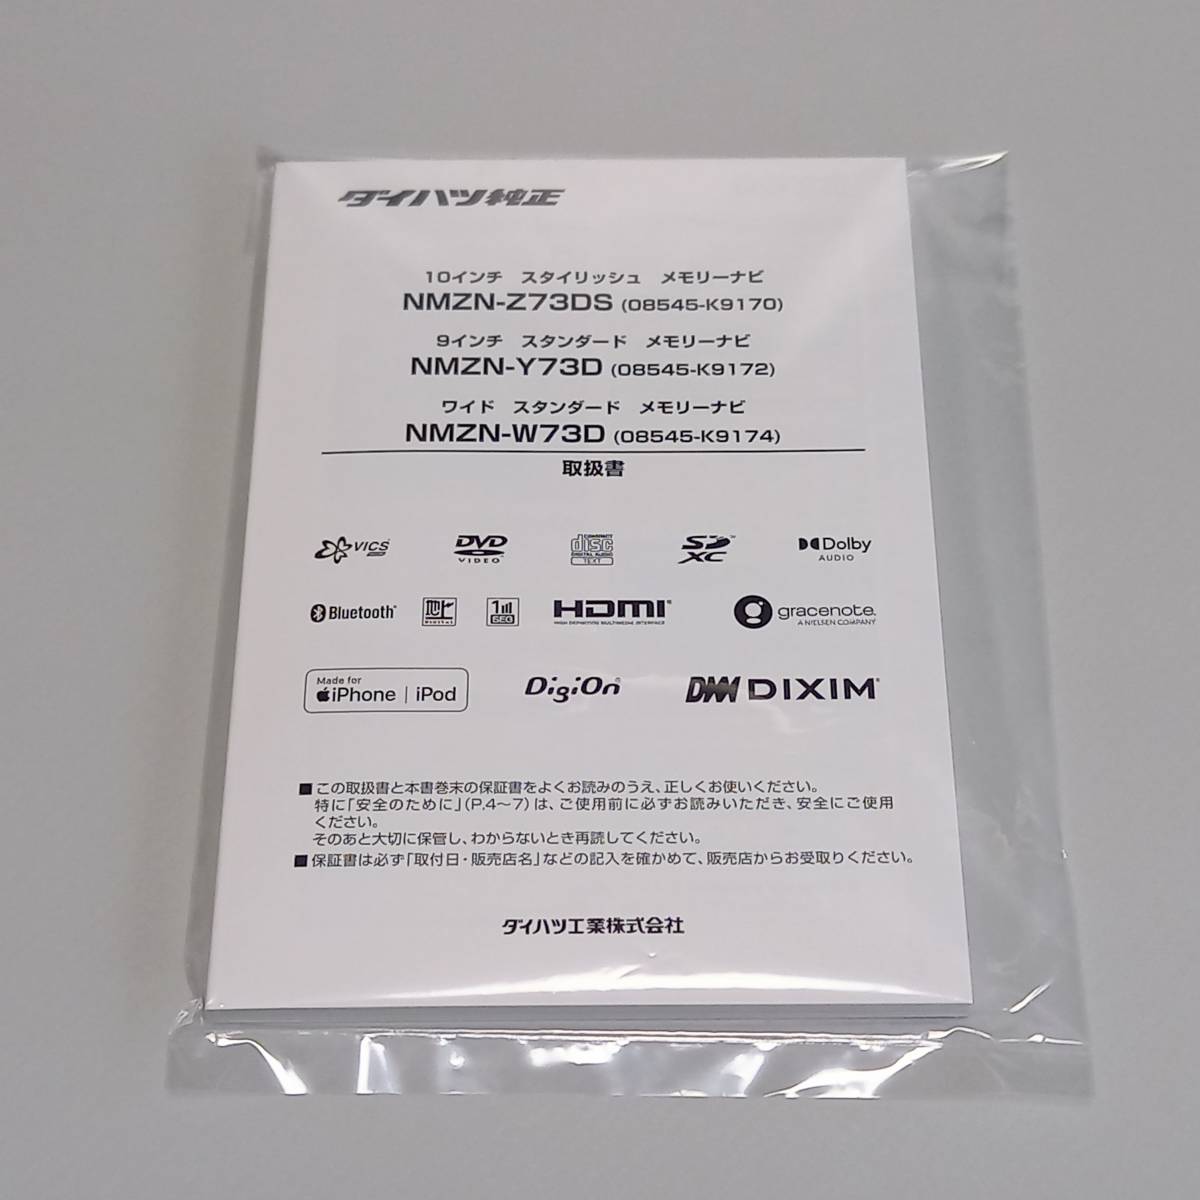 ダイハツ純正
10インチ スタイリッシュ メモリーナビ
NMZN-Z73DS (08545-K9170)
9インチ スタンダード メモリーナビ
NMZN-Y73D (08545-K9172)
ワイド スタンダード メモリーナビ
NMZN-W73D (08545-K9174)
取扱書
VICS DVD VIDEO COMPACT disc DIGITAL AUDIO TEXT SD XC Dolby AUDIO
Bluetooth 地上 DIGITAL 1 SEG HDMI HIGH-DEFINITION MULTIMEDIA INTERFACE gracenote. A NIELSEN COMPANY
Made for iPhone | iPod DigiOn DIXIM
■この取扱書と本書巻末の保証書をよくお読みのうえ、正しくお使いください。
特に「安全のために」(P.4~7)は、ご使用前に必ずお読みいただき、安全にご使用
ください。
そのあと大切に保管し、わからないとき再読してください。
■保証書は必ず「取付日・販売店名」などの記入を確かめて、販売店からお受取りください。
ダイハツ工業株式会社